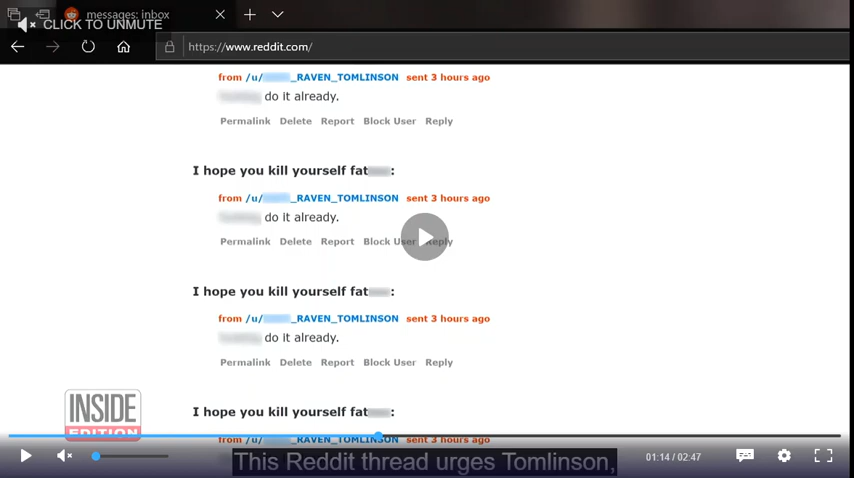 messages: inbox
CLICK TO UNMUTE
https://www.reddit.com/
from /u/ _RAVEN_TOMLINSON sent 3 hours ago
do it already.
Permalink Delete Report Block User Reply
I hope you kill yourself fat :
from /u/ _RAVEN_TOMLINSON sent 3 hours ago
do it already.
Permalink Delete Report Block User Reply
I hope you kill yourself fat :
from /u/ _RAVEN_TOMLINSON sent 3 hours ago
do it already.
Permalink Delete Report Block User Reply
I hope you kill yourself fat :
from /u/ _RAVEN_TOMLINSON sent 3 hours ago
INSIDE
EDITION
This Reddit thread urges Tomlinson,
01:14 / 02:47